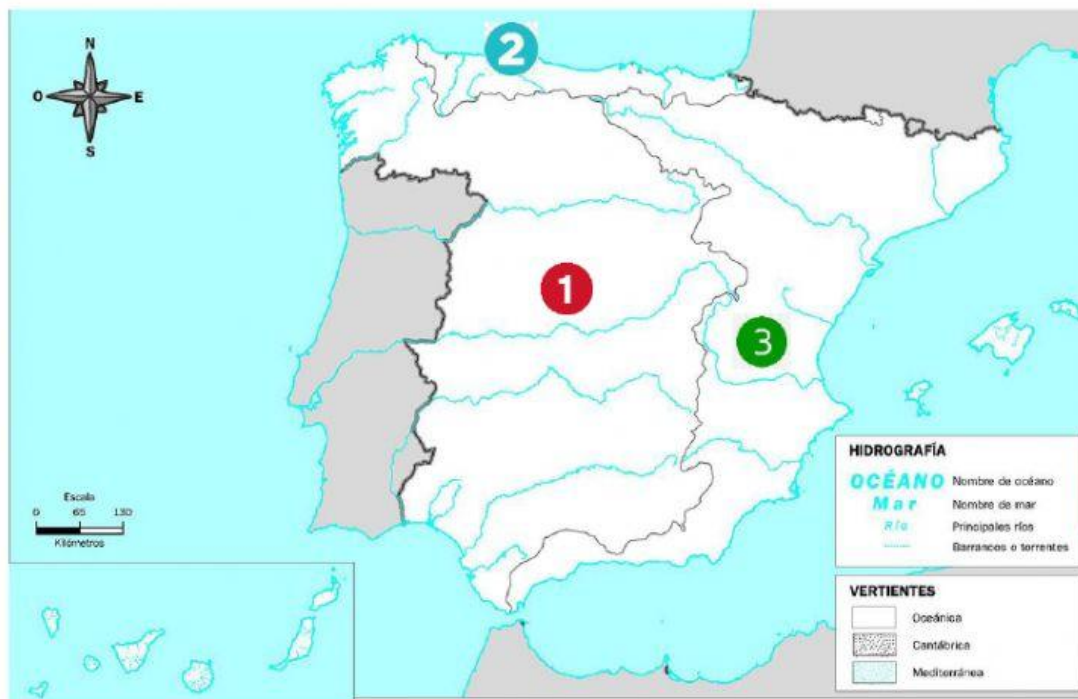 2
N
O E
S
1
3
Escala
0 65 130
Kilómetros
HIDROGRAFÍA
OCÉANO Nombre de océano
Mar Nombre de mar
Río Principales ríos
Barrancos o torrentes
VERTIENTES
Oceánica
Cantábrica
Mediterránea